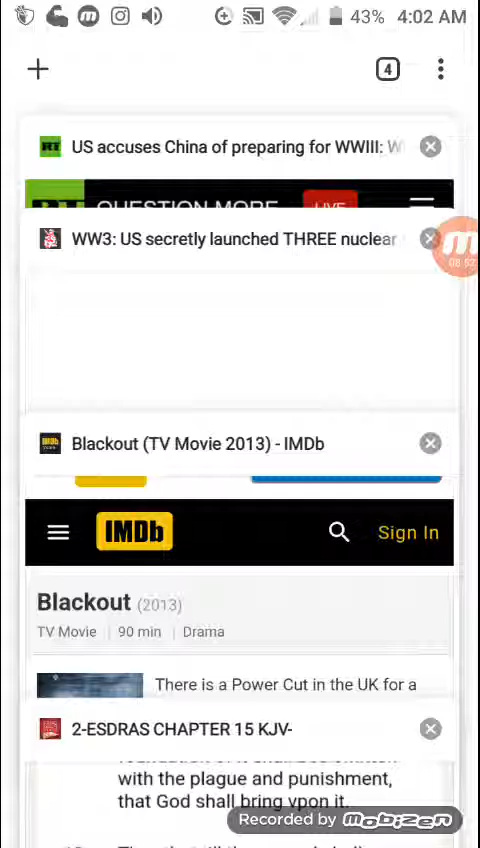 43% 4:02 AM
4
US accuses China of preparing for WWIII: W
QUESTION MORE LIVE
WW3: US secretly launched THREE nuclear
08:52
Blackout (TV Movie 2013) - IMDb
IMDb Sign In
Blackout (2013)
TV Movie 90 min Drama
There is a Power Cut in the UK for a
2-ESDRAS CHAPTER 15 KJV-
with the plague and punishment,
that God shall bring vpon it.
Recorded by mobizen